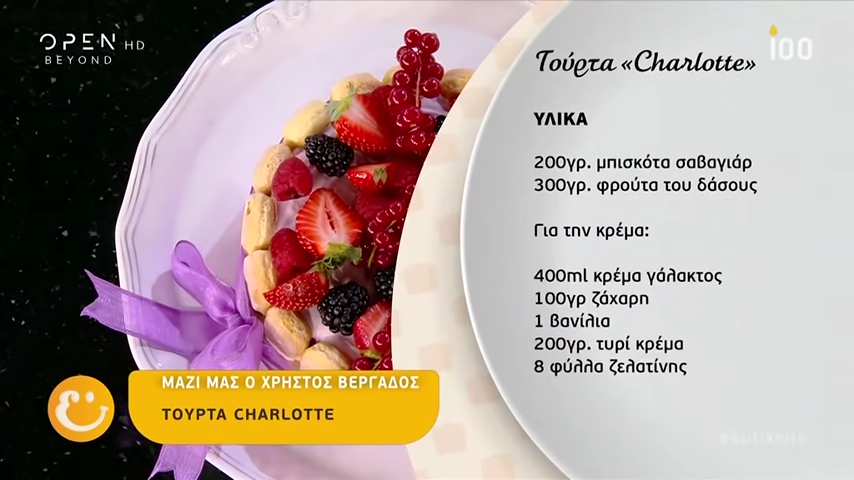 OPEN HD
BEYOND
100
Τούρτα «Charlotte»
ΥΛΙΚΑ
200γρ. μπισκότα σαβαγιάρ
300γρ. φρούτα του δάσους
Για την κρέμα:
400ml κρέμα γάλακτος
100γρ ζάχαρη
1 βανίλια
200γρ. τυρί κρέμα
8 φύλλα ζελατίνης
ΜΑΖΙ ΜΑΣ Ο ΧΡΗΣΤΟΣ ΒΕΡΓΑΔΟΣ
ΤΟΥΡΤΑ CHARLOTTE